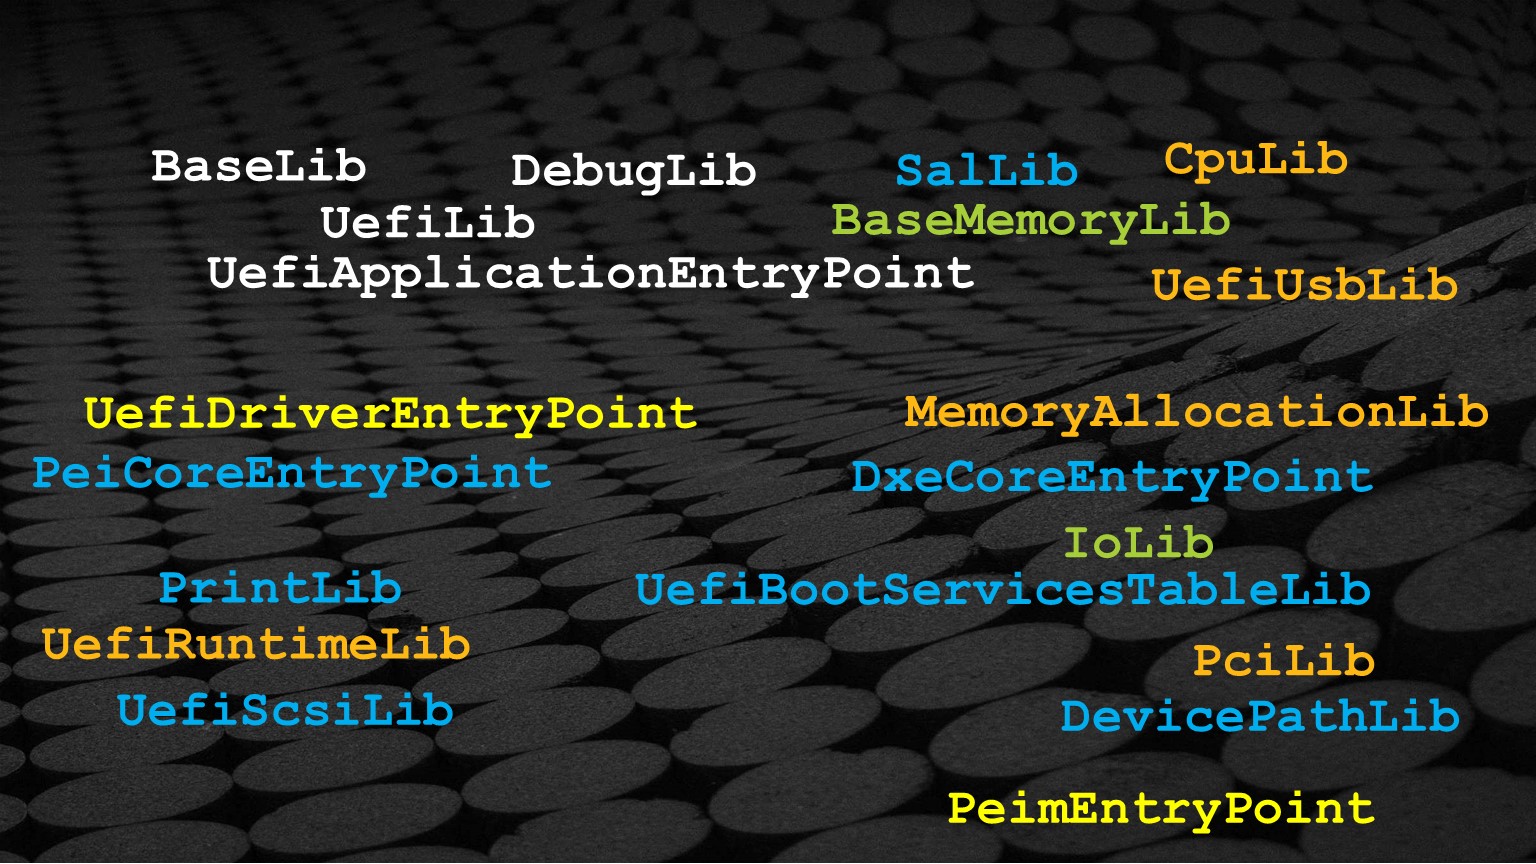 BaseLib
DebugLib
SalLib
CpuLib
UefiLib
BaseMemoryLib
UefiApplicationEntryPoint
UefiUsbLib
UefiDriverEntryPoint
MemoryAllocationLib
PeiCoreEntryPoint
DxeCoreEntryPoint
IoLib
PrintLib
UefiBootServicesTableLib
UefiRuntimeLib
PciLib
UefiScsiLib
DevicePathLib
PeimEntryPoint